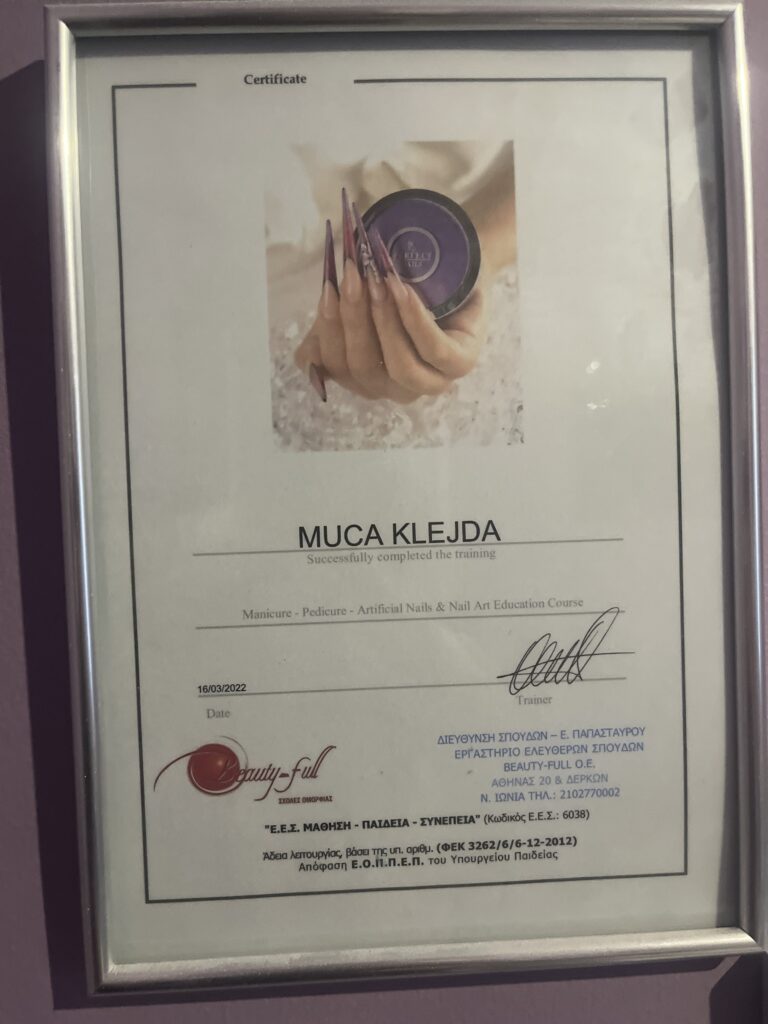 Certificate
MUCA KLEJDA
Successfully completed the training
Manicure - Pedicure - Artificial Nails & Nail Art Education Course
16/03/2022
Date
Trainer
Beauty-full
ΣΧΟΛΕΣ ΟΜΟΡΦΙΑΣ
ΔΙΕΥΘΥΝΣΗ ΣΠΟΥΔΩΝ – Ε. ΠΑΠΑΣΤΑΥΡΟΥ
ΕΡΓΑΣΤΗΡΙΟ ΕΛΕΥΘΕΡΩΝ ΣΠΟΥΔΩΝ
BEAUTY-FULL Ο.Ε.
ΑΘΗΝΑΣ 20 & ΔΕΡΚΩΝ
Ν. ΙΩΝΙΑ ΤΗΛ.: 2102770002
"Ε.Ε.Σ. ΜΑΘΗΣΗ - ΠΑΙΔΕΙΑ - ΣΥΝΕΠΕΙΑ" (Κωδικός Ε.Ε.Σ.: 6038)
Άδεια λειτουργίας, βάσει της υπ. αριθμ. (ΦΕΚ 3262/6/6-12-2012)
Απόφαση Ε.Ο.Π.Π.Ε.Π. του Υπουργείου Παιδείας